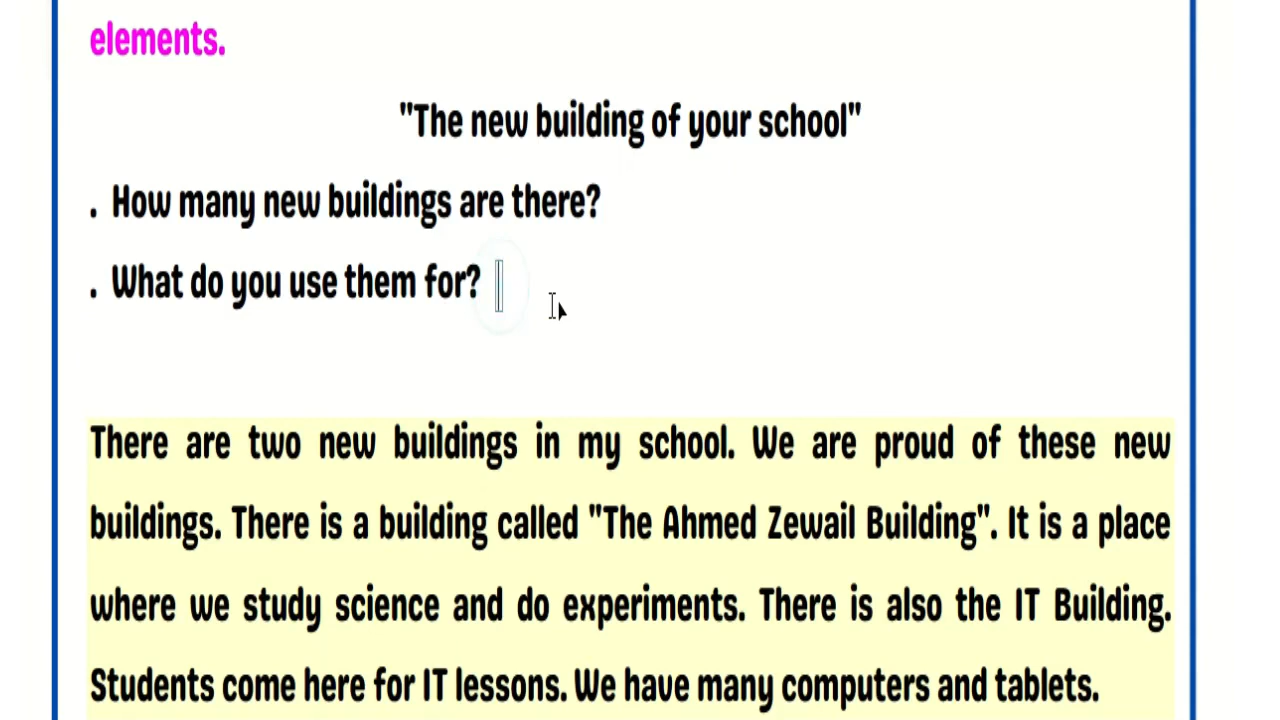 elements.
"The new building of your school"
. How many new buildings are there?
. What do you use them for?
There are two new buildings in my school. We are proud of these new
buildings. There is a building called "The Ahmed Zewail Building". It is a place
where we study science and do experiments. There is also the IT Building.
Students come here for IT lessons. We have many computers and tablets.